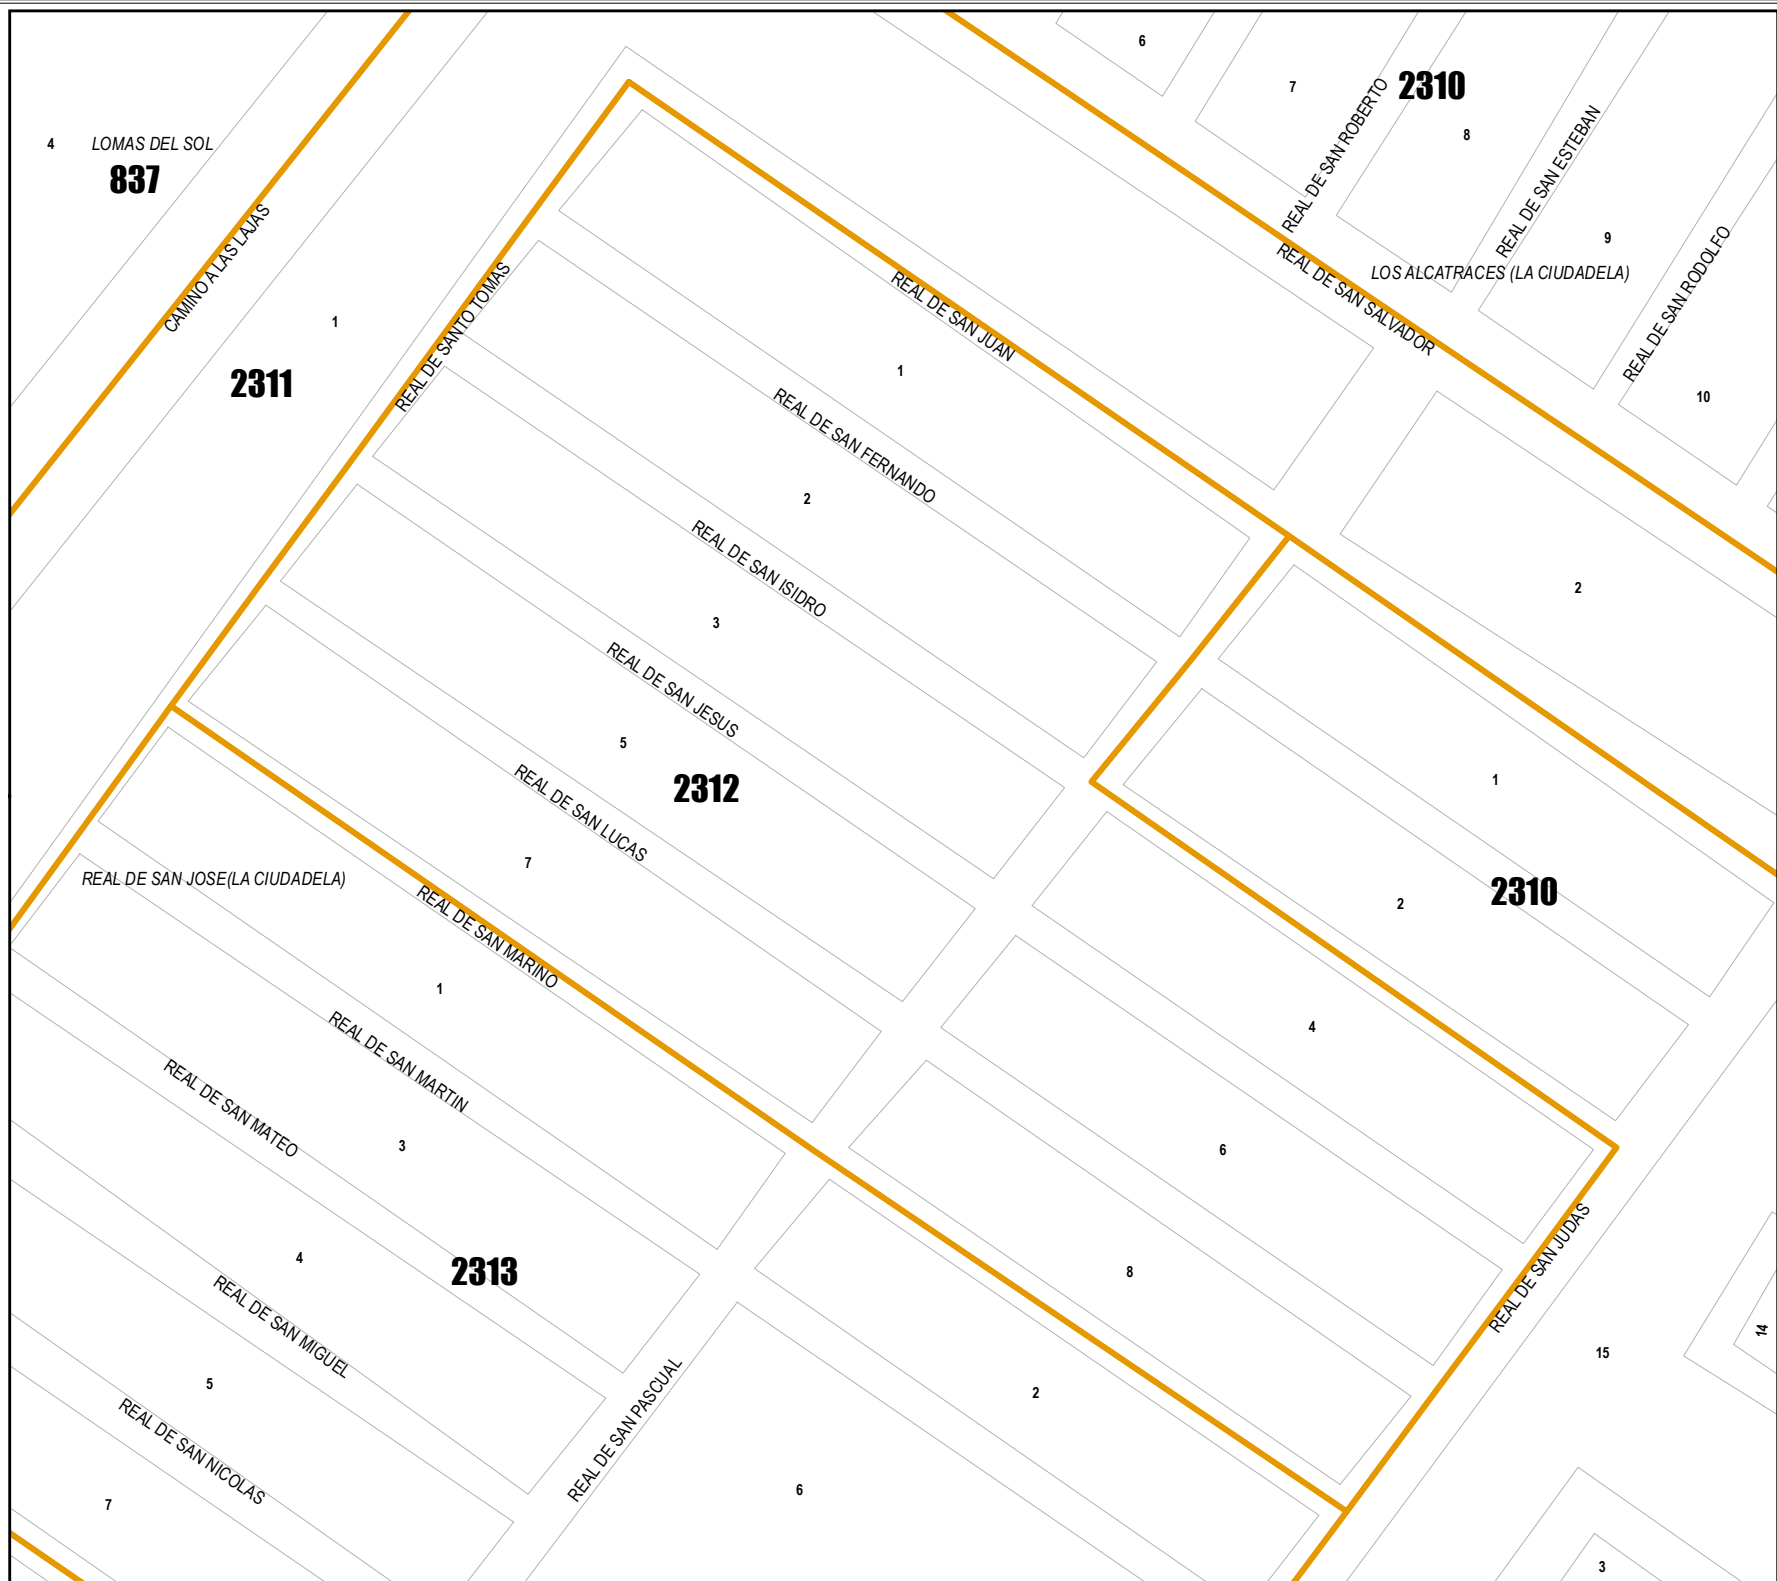 6
7
2310
8
4
LOMAS DEL SOL
837
REAL DE SAN ROBERTO
REAL DE SAN ESTEBAN
9
CAMINO A LAS LAJAS
REAL DE SAN SALVADOR
LOS ALCATRACES (LA CIUDADELA)
REAL DE SAN RODOLFO
1
REAL DE SANTO TOMAS
REAL DE SAN JUAN
2311
1
10
REAL DE SAN FERNANDO
2
REAL DE SAN ISIDRO
2
3
REAL DE SAN JESUS
5
2312
1
REAL DE SAN LUCAS
7
REAL DE SAN JOSE(LA CIUDADELA)
2310
2
REAL DE SAN MARINO
1
4
REAL DE SAN MARTIN
REAL DE SAN MATEO
3
6
4
2313
8
REAL DE SAN JUDAS
REAL DE SAN MIGUEL
14
15
5
2
REAL DE SAN PASCUAL
REAL DE SAN NICOLAS
7
6
3